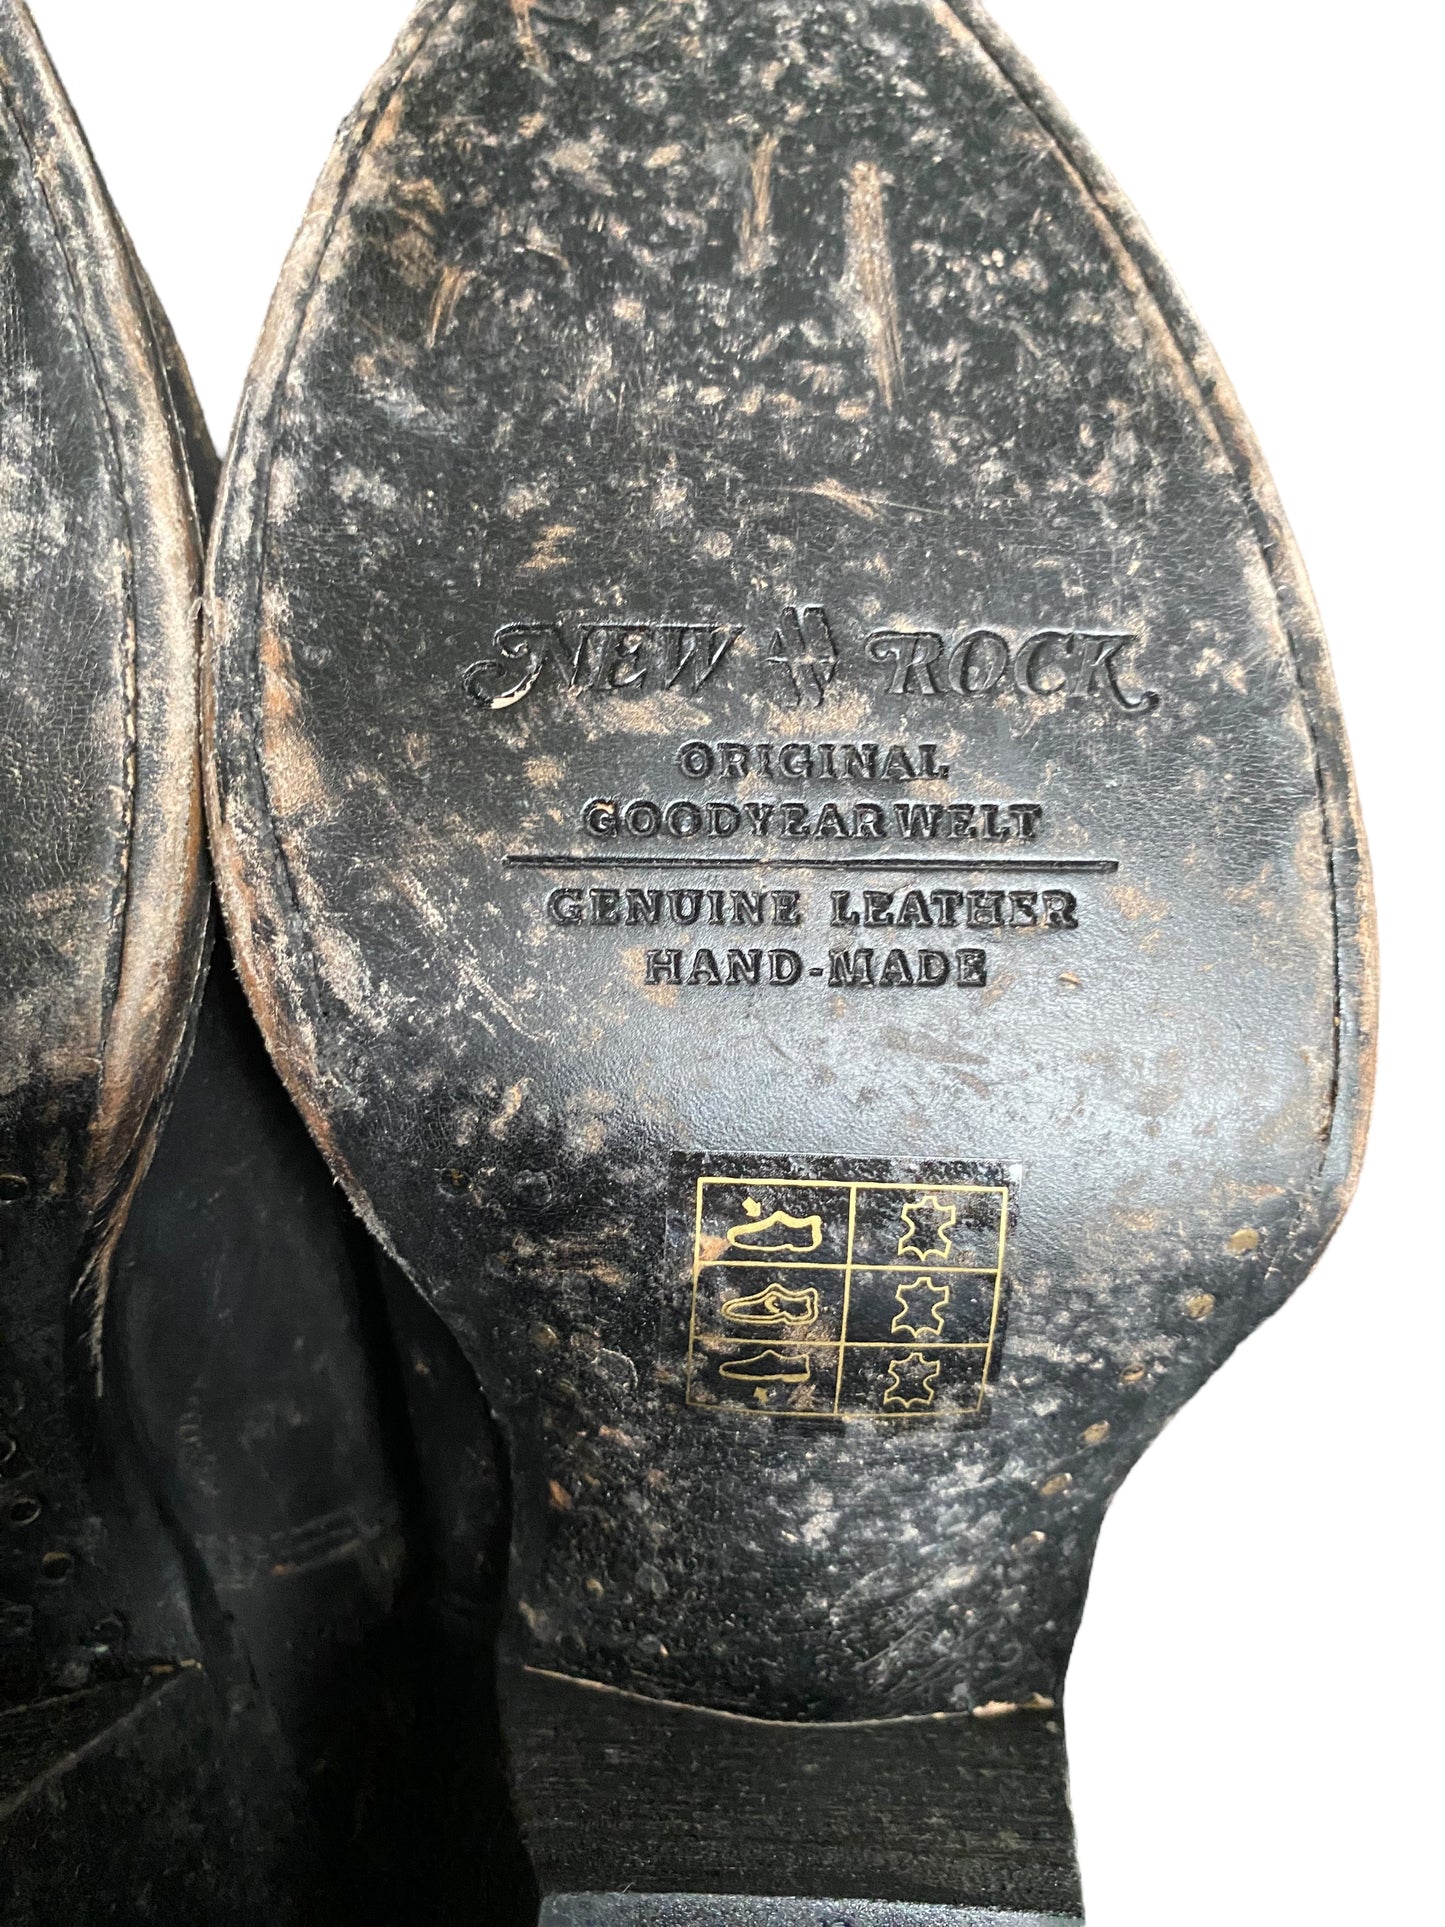 NEW ROCK
ORIGINAL
GOODYEAR WELT
GENUINE LEATHER
HAND-MADE